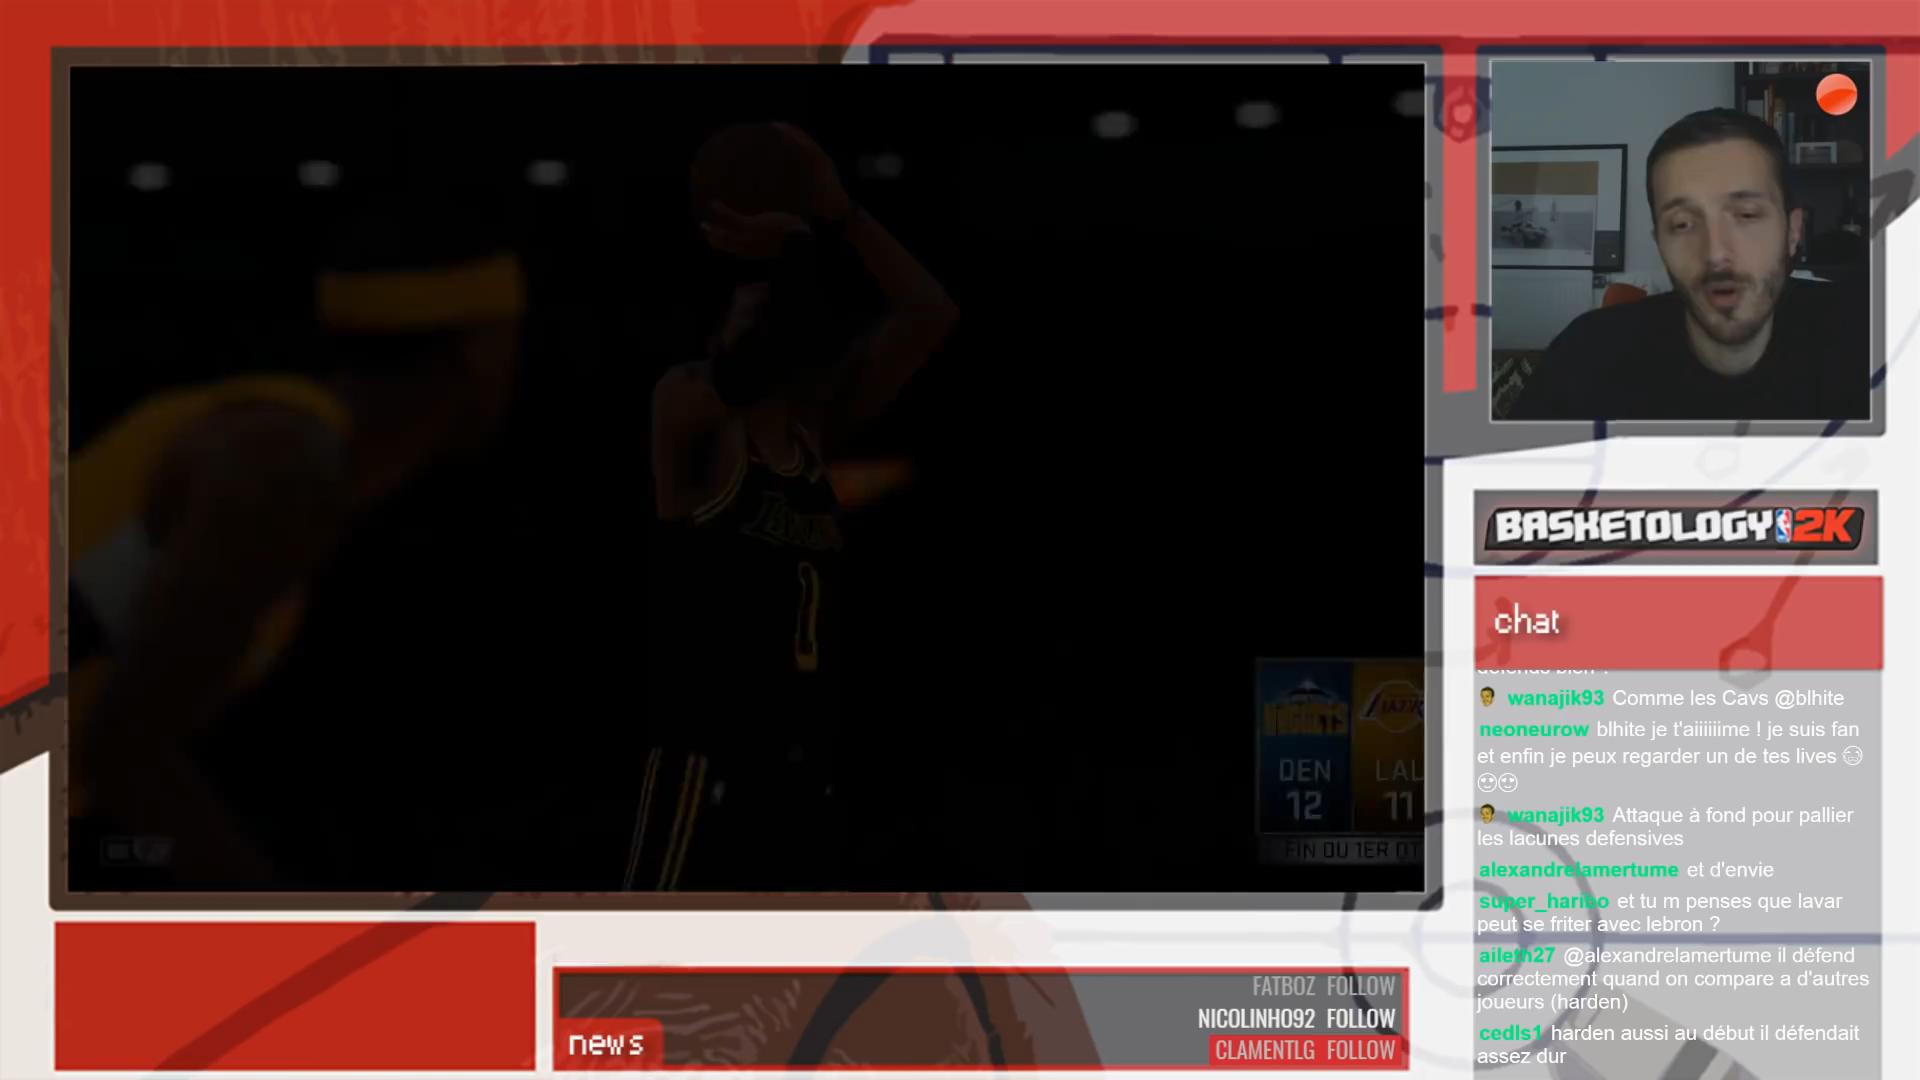 LAKERS
1
DEN
LAL
12
11
FIN DU 1ER QT
BASKETOLOGY 2K
chat
wanajik93 Comme les Cavs @blhite
neoneurow blhite je t'aiiiiiime ! je suis fan
et enfin je peux regarder un de tes lives
wanajik93 Attaque à fond pour pallier
les lacunes defensives
alexandrelamertume et d'envie
super_haribo et tu m penses que lavar
peut se friter avec lebron ?
aileth27 @alexandrelamertume il défend
correctement quand on compare a d'autres
joueurs (harden)
cedls1 harden aussi au début il défendait
assez dur
news
FATBOZ FOLLOW
NICOLINHO92 FOLLOW
CLAMENTLG FOLLOW